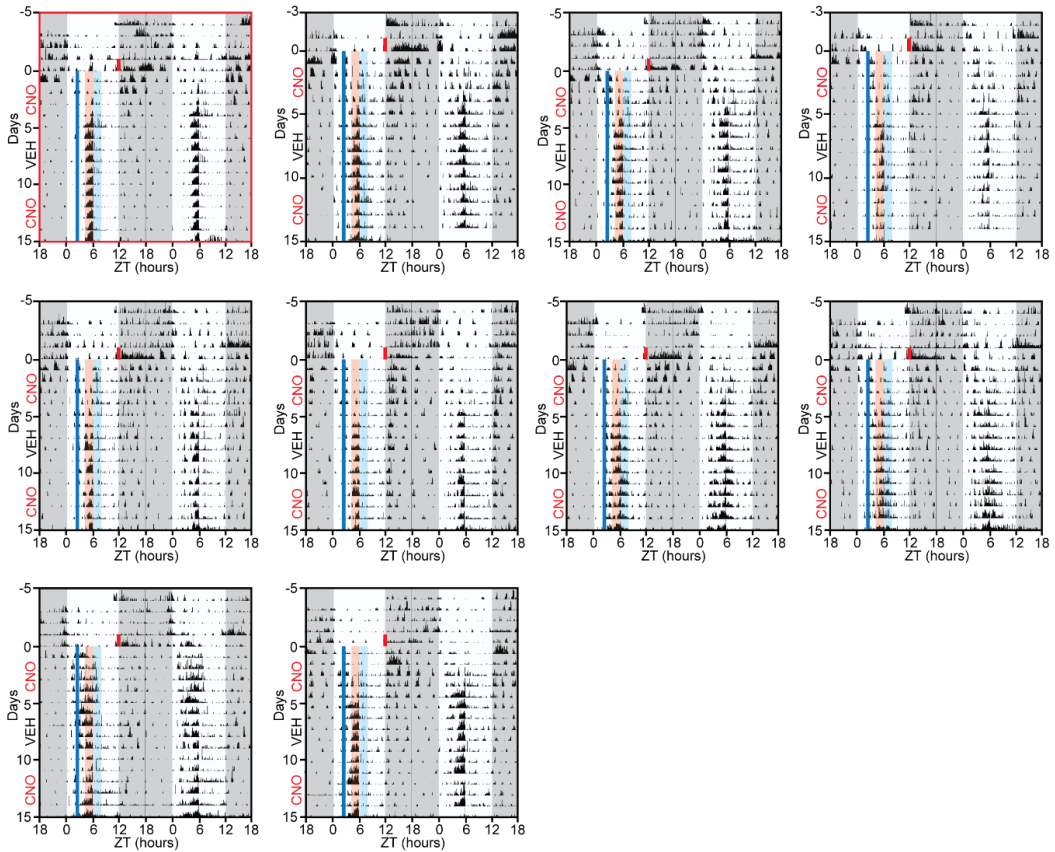 -5 -3 -5 -3
0 0 0 0
CNO CNO CNO CNO
5 5 5 5
Days VEH Days VEH Days VEH Days VEH
10 10 10 10
CNO CNO CNO CNO
15 15 15 15
18 0 6 12 18 0 6 12 18 18 0 6 12 18 0 6 12 18 18 0 6 12 18 0 6 12 18 18 0 6 12 18 0 6 12 18
ZT (hours) ZT (hours) ZT (hours) ZT (hours)
-5 -5 -5 -5
0 0 0 0
CNO CNO CNO CNO
5 5 5 5
Days VEH Days VEH Days VEH Days VEH
10 10 10 10
CNO CNO CNO CNO
15 15 15 15
18 0 6 12 18 0 6 12 18 18 0 6 12 18 0 6 12 18 18 0 6 12 18 0 6 12 18 18 0 6 12 18 0 6 12 18
ZT (hours) ZT (hours) ZT (hours) ZT (hours)
-5 -5
0 0
CNO CNO
5 5
Days VEH Days VEH
10 10
CNO CNO
15 15
18 0 6 12 18 0 6 12 18 18 0 6 12 18 0 6 12 18
ZT (hours) ZT (hours)